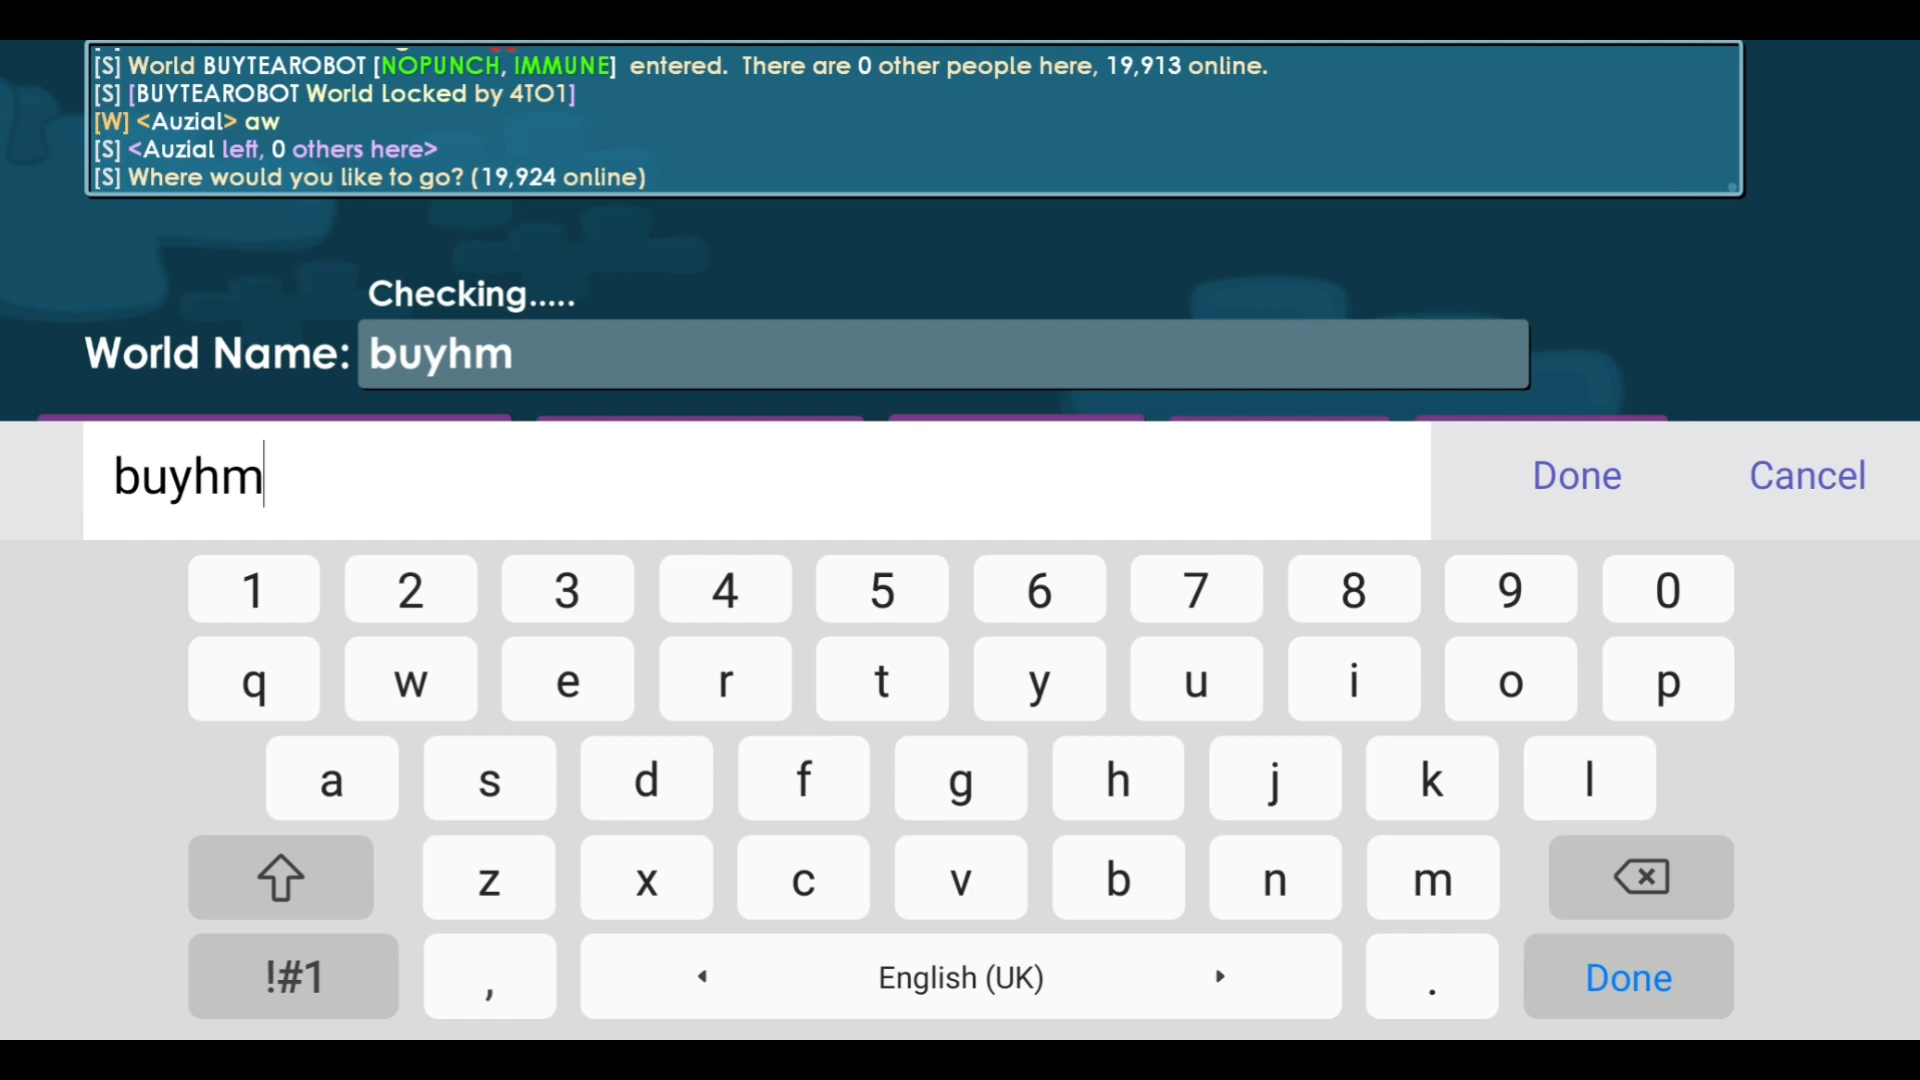 [S] World BUYTEAROBOT [NOPUNCH, IMMUNE] entered. There are 0 other people here, 19,913 online.
[S] [BUYTEAROBOT World Locked by 4TO1]
[W] <Auzial> aw
[S] <Auzial left, 0 others here>
[S] Where would you like to go? (19,924 online)
Checking.....
World Name: buyhm
buyhm Done Cancel
1 2 3 4 5 6 7 8 9 0
q w e r t y u i o p
a s d f g h j k l
z x c v b n m
!#1 , English (UK) . Done